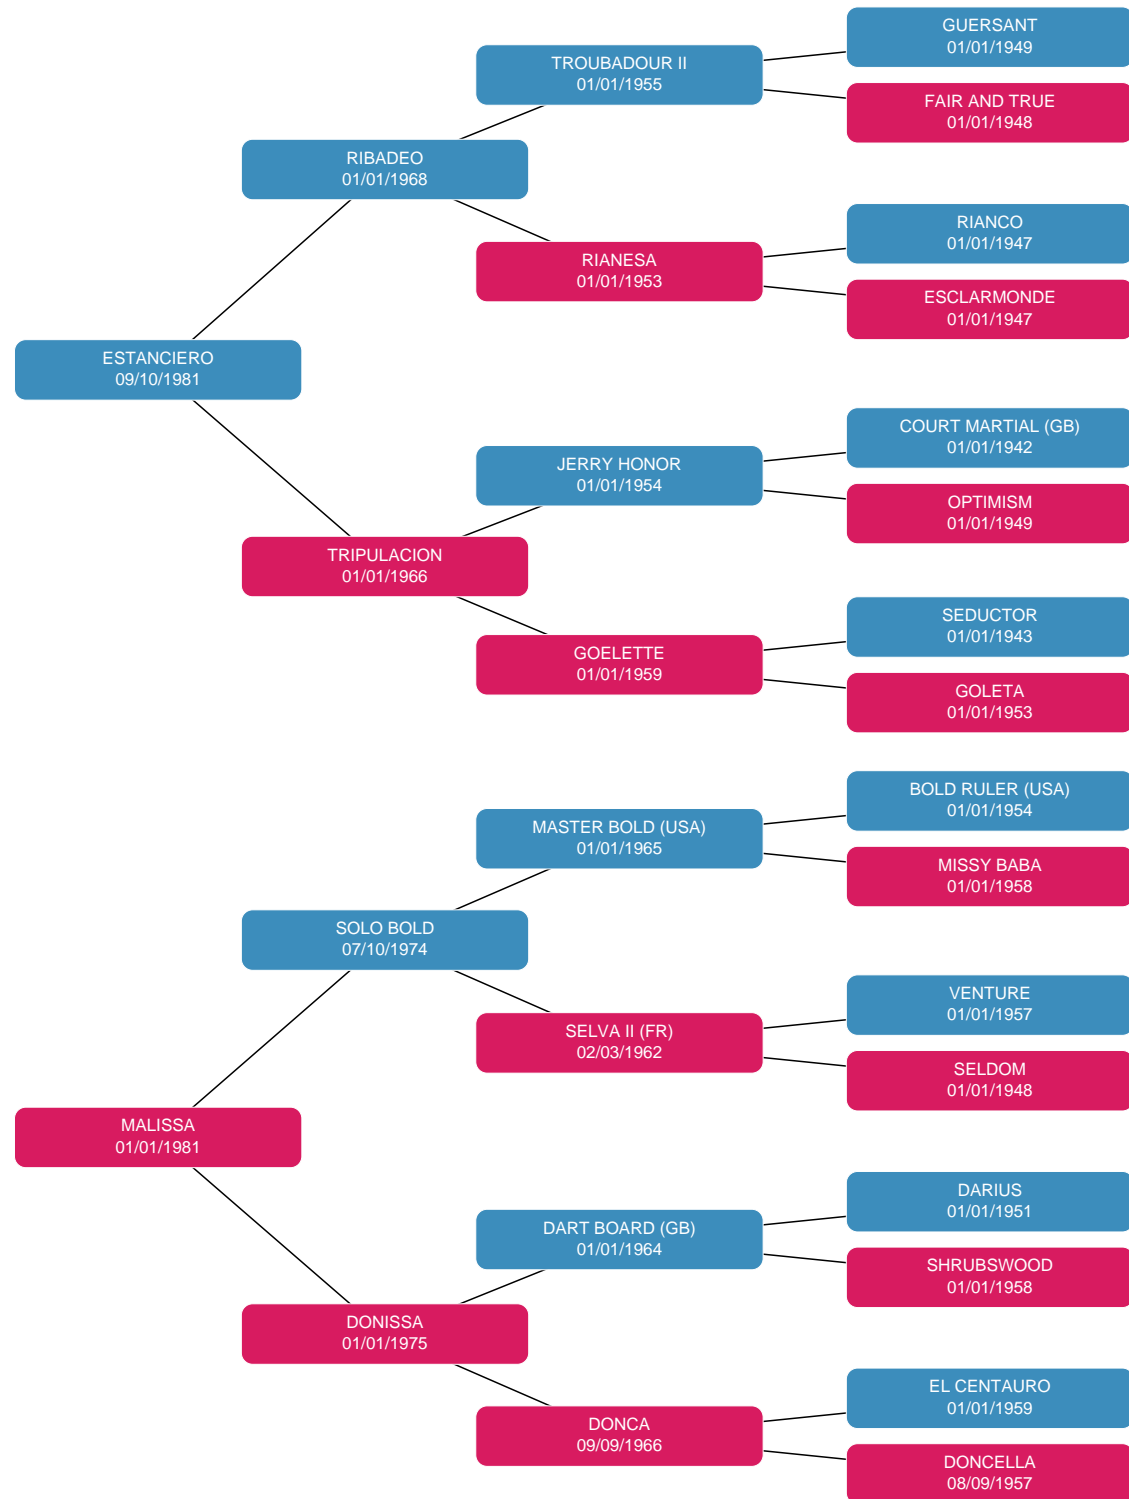 GUERSANT
01/01/1949
TROUBADOUR II
01/01/1955
FAIR AND TRUE
01/01/1948
RIBADEO
01/01/1968
RIANCO
01/01/1947
RIANESA
01/01/1953
ESCLARMONDE
01/01/1947
ESTANCIERO
09/10/1981
COURT MARTIAL (GB)
01/01/1942
JERRY HONOR
01/01/1954
OPTIMISM
01/01/1949
TRIPULACION
01/01/1966
SEDUCTOR
01/01/1943
GOELETTE
01/01/1959
GOLETA
01/01/1953
BOLD RULER (USA)
01/01/1954
MASTER BOLD (USA)
01/01/1965
MISSY BABA
01/01/1958
SOLO BOLD
07/10/1974
VENTURE
01/01/1957
SELVA II (FR)
02/03/1962
SELDOM
01/01/1948
MALISSA
01/01/1981
DARIUS
01/01/1951
DART BOARD (GB)
01/01/1964
SHRUBSWOOD
01/01/1958
DONISSA
01/01/1975
EL CENTAURO
01/01/1959
DONCA
09/09/1966
DONCELLA
08/09/1957